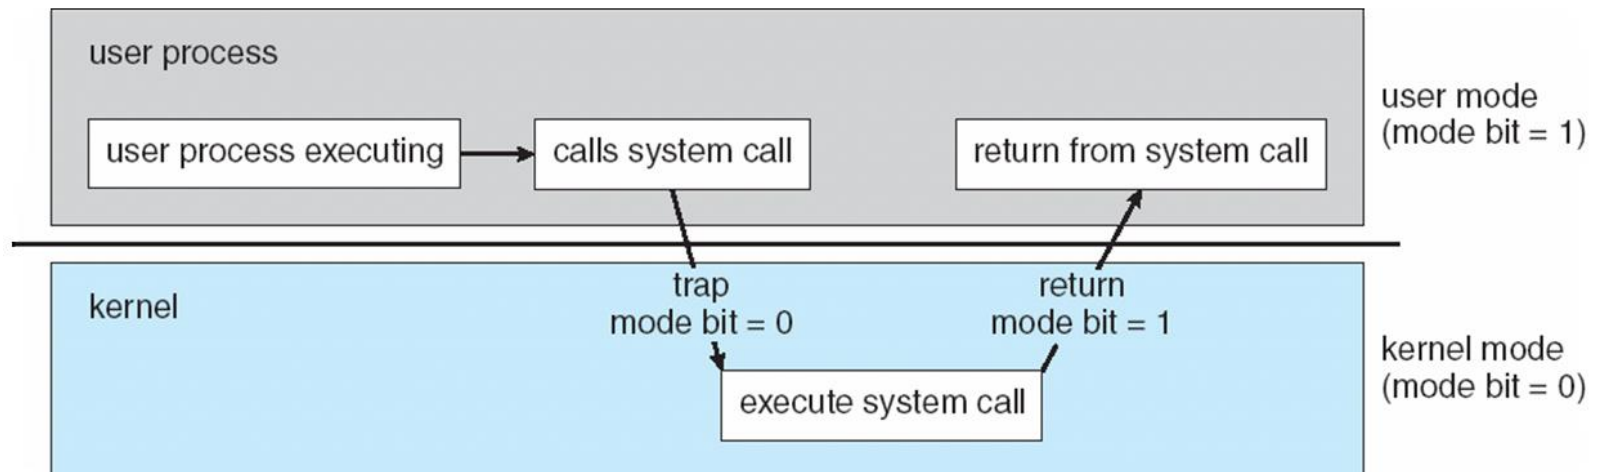 user process
user process executing
calls system call
return from system call
user mode
(mode bit = 1)
kernel
trap
mode bit = 0
return
mode bit = 1
execute system call
kernel mode
(mode bit = 0)